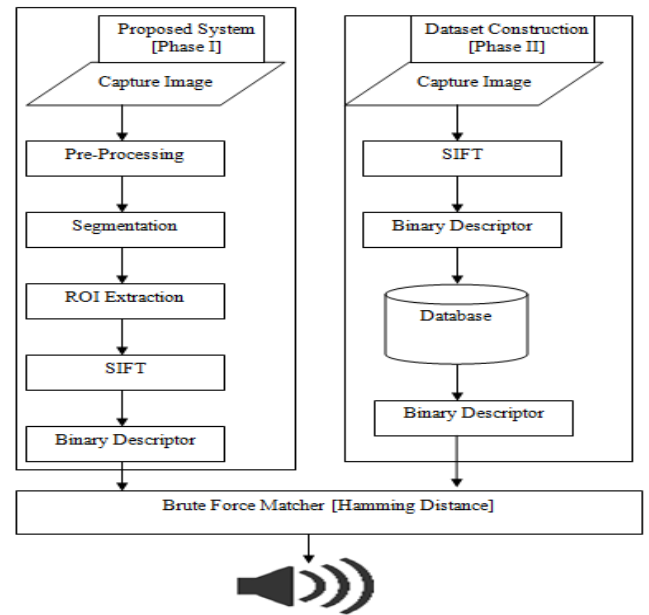 Proposed System
[Phase I]
Capture Image
Pre-Processing
Segmentation
ROI Extraction
SIFT
Binary Descriptor
Dataset Construction
[Phase II]
Capture Image
SIFT
Binary Descriptor
Database
Binary Descriptor
Brute Force Matcher [Hamming Distance]